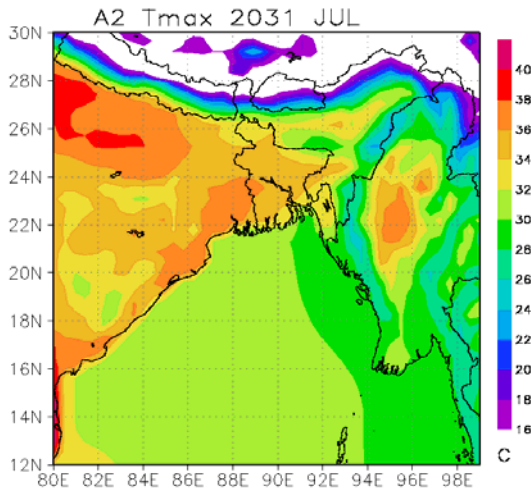 A2 Tmax 2031 JUL
30N
28N
26N
24N
22N
20N
18N
16N
14N
12N
80E 82E 84E 86E 88E 90E 92E 94E 96E 98E
40
38
36
34
32
30
28
26
24
22
20
18
16
C